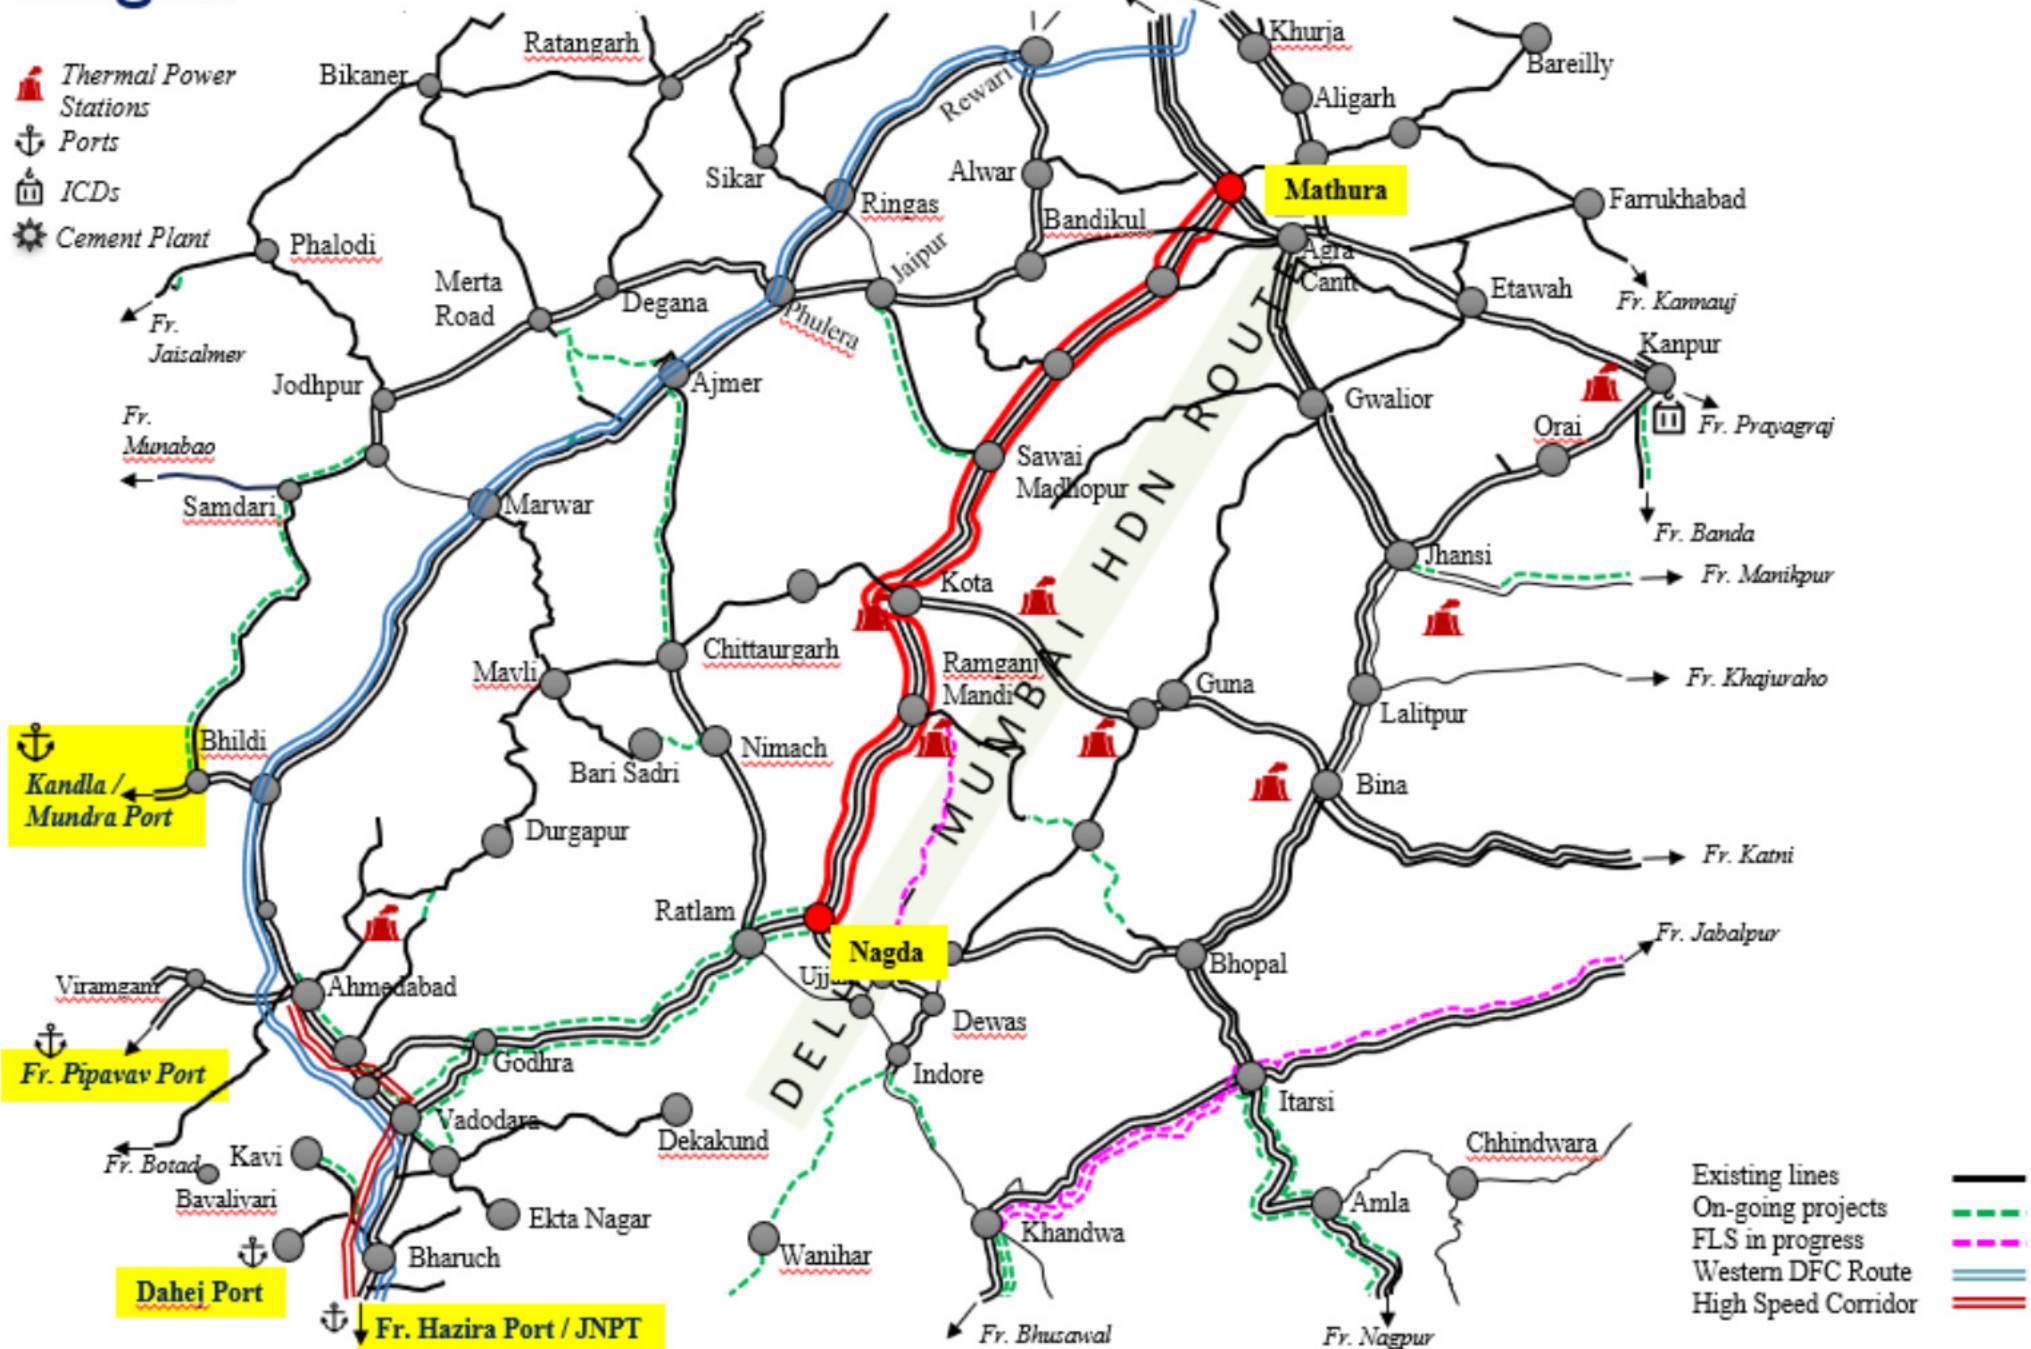 Thermal Power
Stations
Ports
ICDs
Cement Plant
Ratangarh
Bikaner
Rewari
Khurja
Bareilly
Aligarh
Sikar
Ringas
Alwar
Mathura
Farrukhabad
Bandikul
Phalodi
Jaipur
Agra
Cantt
Merta
Road
Degana
Phulera
Etawah
Fr. Kannauj
Fr.
Jaisalmer
Kanpur
Jodhpur
Ajmer
Gwalior
Orai
Fr. Prayagraj
Fr.
Munabao
Sawai
Madhopur
Samdari
Marwar
Fr. Banda
Jhansi
Fr. Manikpur
Kota
Chittaurgarh
Mavli
Ramganj
Mandi
Guna
Fr. Khajuraho
Lalitpur
Bhildi
Nimach
Bari Sadri
Bina
Kandla /
Mundra Port
Durgapur
Fr. Katni
Ratlam
Nagda
Fr. Jabalpur
Bhopal
Viramgam
Ahmedabad
Dewas
Godhra
Indore
Fr. Pipavav Port
Itarsi
Vadodara
Dekakund
Chhindwara
Fr. Botad
Kavi
Bavaliyari
Ekta Nagar
Khandwa
Amla
Bharuch
Wanihar
Dahej Port
Fr. Hazira Port / JNPT
Fr. Bhusawal
Fr. Nagpur
MUMBAI HDN ROUTE
Existing lines
On-going projects
FLS in progress
Western DFC Route
High Speed Corridor